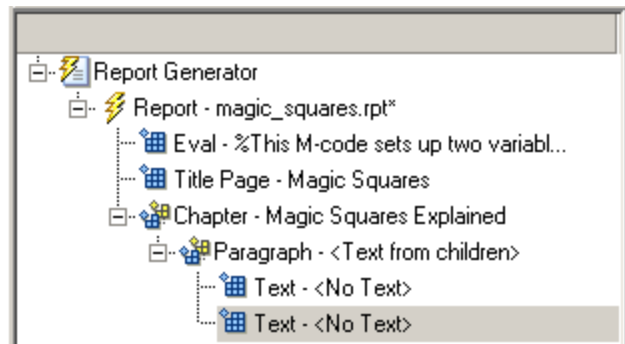 Report Generator
Report - magic_squares.rpt*
Eval - %This M-code sets up two variabl...
Title Page - Magic Squares
Chapter - Magic Squares Explained
Paragraph - <Text from children>
Text - <No Text>
Text - <No Text>